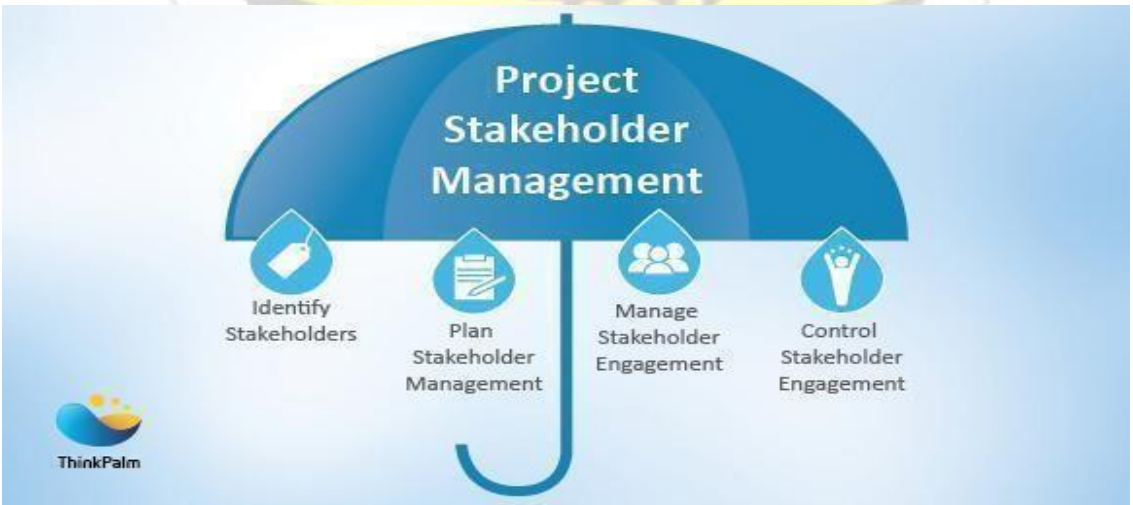 Project
Stakeholder
Management
Identify
Stakeholders
Plan
Stakeholder
Management
Manage
Stakeholder
Engagement
Control
Stakeholder
Engagement
ThinkPalm